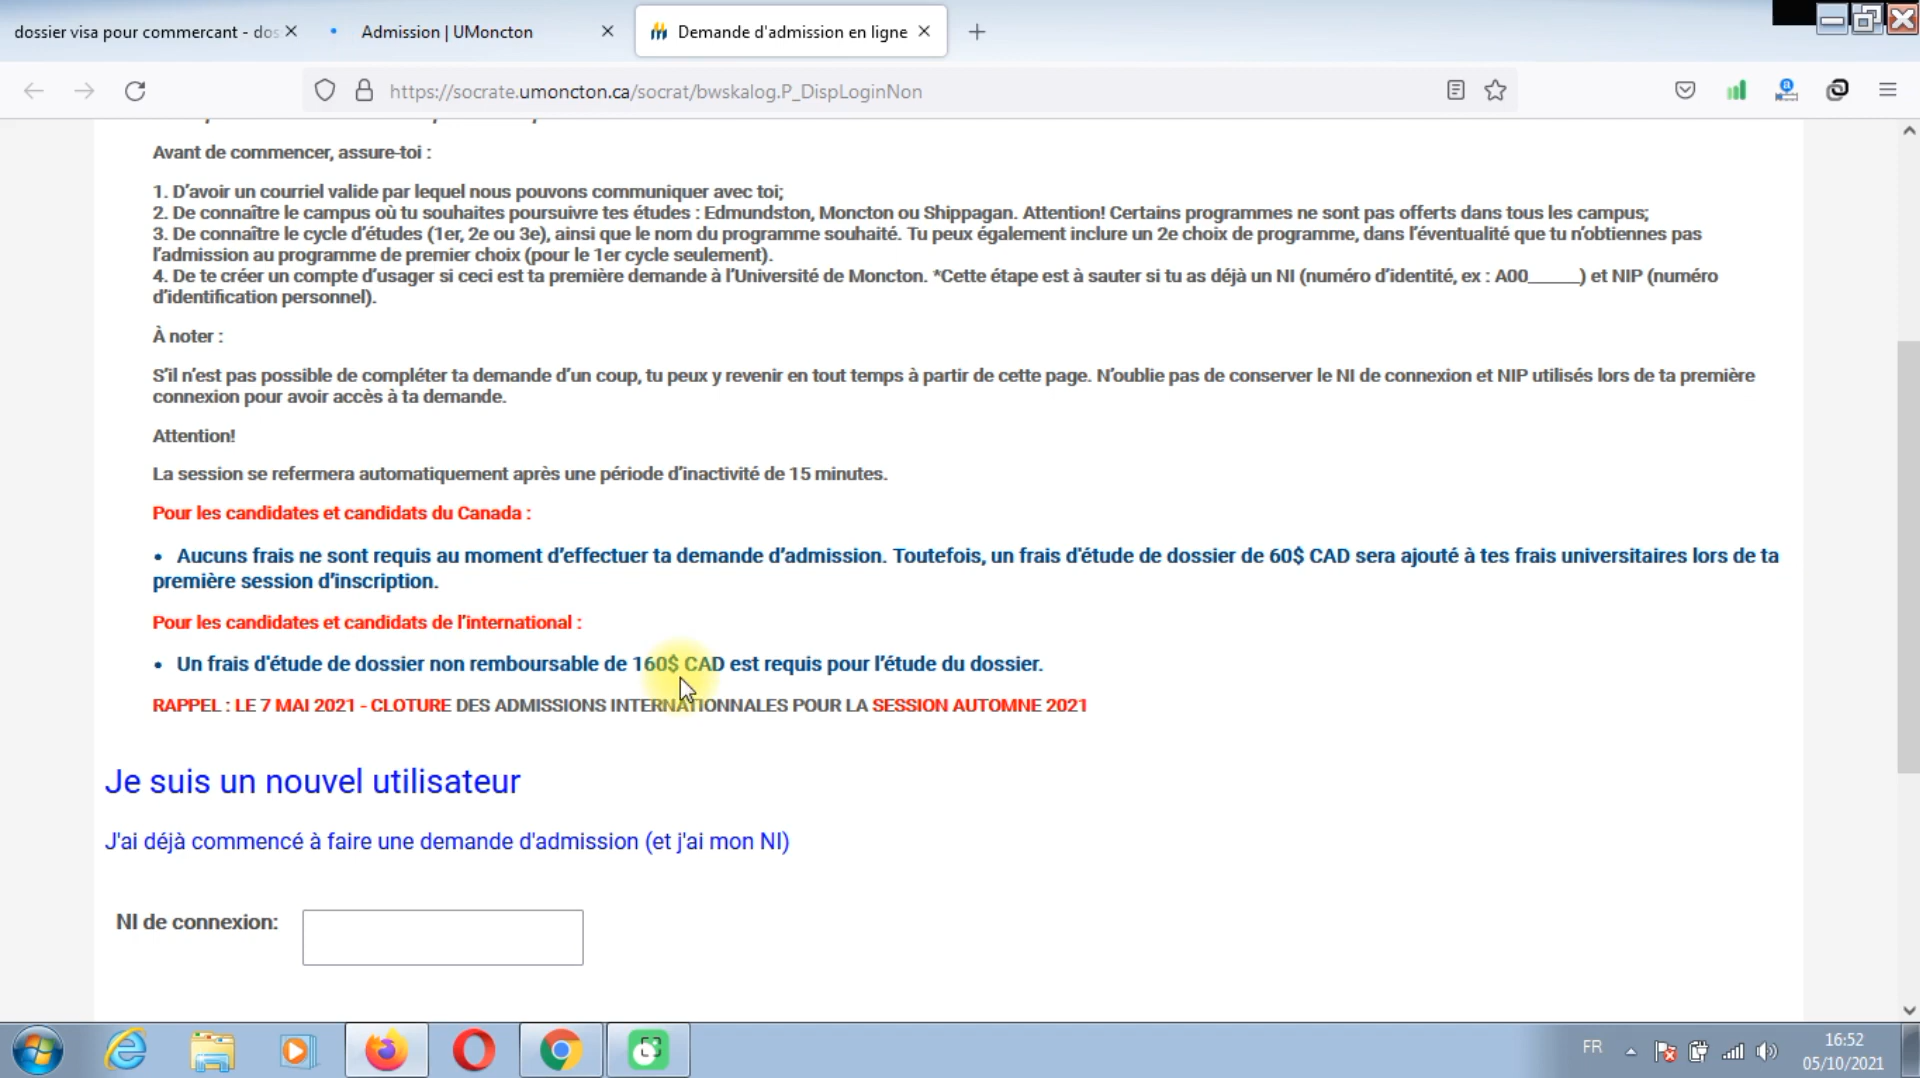 dossier visa pour commercant - dos
Admission | UMoncton
Demande d'admission en ligne
https://socrate.umoncton.ca/socrat/bwskalog.P_DispLoginNon
Avant de commencer, assure-toi :
1. D’avoir un courriel valide par lequel nous pouvons communiquer avec toi;
2. De connaître le campus où tu souhaites poursuivre tes études : Edmundston, Moncton ou Shippagan. Attention! Certains programmes ne sont pas offerts dans tous les campus;
3. De connaître le cycle d’études (1er, 2e ou 3e), ainsi que le nom du programme souhaité. Tu peux également inclure un 2e choix de programme, dans l’éventualité que tu n’obtiennes pas
l’admission au programme de premier choix (pour le 1er cycle seulement).
4. De te créer un compte d’usager si ceci est ta première demande à l’Université de Moncton. *Cette étape est à sauter si tu as déjà un NI (numéro d’identité, ex : A00______) et NIP (numéro
d’identification personnel).
À noter :
S’il n’est pas possible de compléter ta demande d’un coup, tu peux y revenir en tout temps à partir de cette page. N’oublie pas de conserver le NI de connexion et NIP utilisés lors de ta première
connexion pour avoir accès à ta demande.
Attention!
La session se refermera automatiquement après une période d’inactivité de 15 minutes.
Pour les candidates et candidats du Canada :
• Aucuns frais ne sont requis au moment d’effectuer ta demande d’admission. Toutefois, un frais d'étude de dossier de 60$ CAD sera ajouté à tes frais universitaires lors de ta
première session d’inscription.
Pour les candidates et candidats de l’international :
• Un frais d'étude de dossier non remboursable de 160$ CAD est requis pour l’étude du dossier.
RAPPEL : LE 7 MAI 2021 - CLOTURE DES ADMISSIONS INTERNATIONNALES POUR LA SESSION AUTOMNE 2021
Je suis un nouvel utilisateur
J'ai déjà commencé à faire une demande d'admission (et j'ai mon NI)
NI de connexion:
FR
16:52
05/10/2021